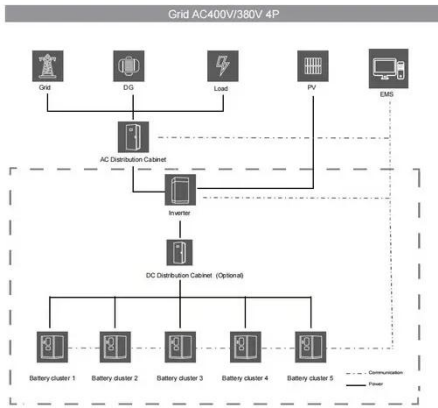 Grid AC400V/380V 4P
Grid
DG
Load
PV
EMS
AC Distribution Cabinet
Inverter
DC Distribution Cabinet (Optional)
Battery cluster 1
Battery cluster 2
Battery cluster 3
Battery cluster 4
Battery cluster 5
Communication
Power